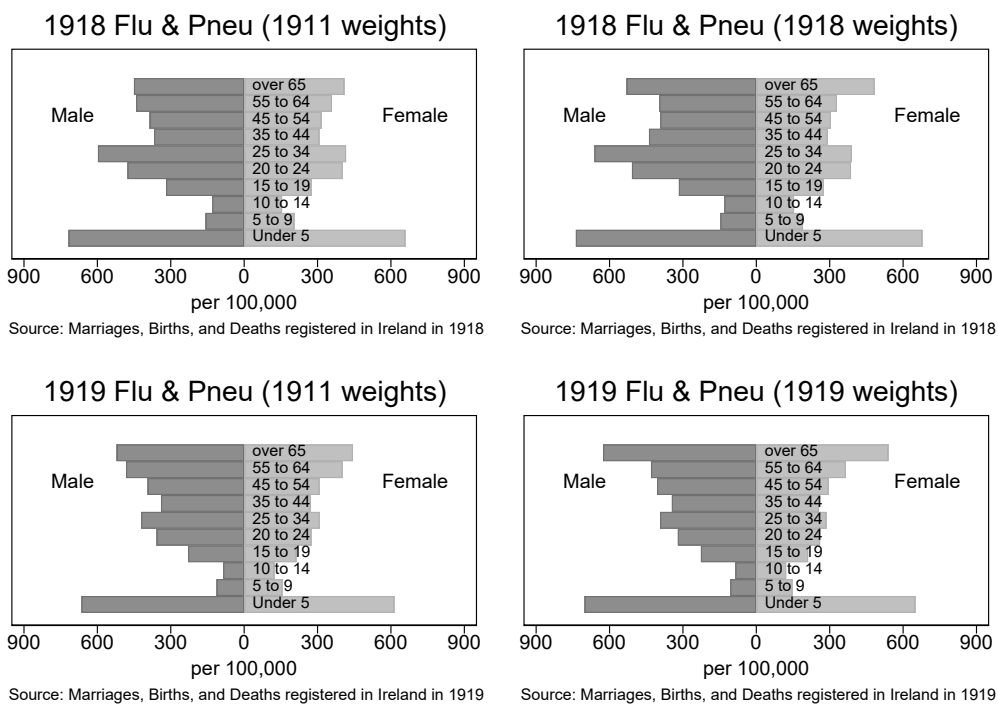 1918 Flu & Pneu (1911 weights)
Male
Female
over 65
55 to 64
45 to 54
35 to 44
25 to 34
20 to 24
15 to 19
10 to 14
5 to 9
Under 5
900 600 300 0 300 600 900
per 100,000
Source: Marriages, Births, and Deaths registered in Ireland in 1918
1918 Flu & Pneu (1918 weights)
Male
Female
over 65
55 to 64
45 to 54
35 to 44
25 to 34
20 to 24
15 to 19
10 to 14
5 to 9
Under 5
900 600 300 0 300 600 900
per 100,000
Source: Marriages, Births, and Deaths registered in Ireland in 1918
1919 Flu & Pneu (1911 weights)
Male
Female
over 65
55 to 64
45 to 54
35 to 44
25 to 34
20 to 24
15 to 19
10 to 14
5 to 9
Under 5
900 600 300 0 300 600 900
per 100,000
Source: Marriages, Births, and Deaths registered in Ireland in 1919
1919 Flu & Pneu (1919 weights)
Male
Female
over 65
55 to 64
45 to 54
35 to 44
25 to 34
20 to 24
15 to 19
10 to 14
5 to 9
Under 5
900 600 300 0 300 600 900
per 100,000
Source: Marriages, Births, and Deaths registered in Ireland in 1919